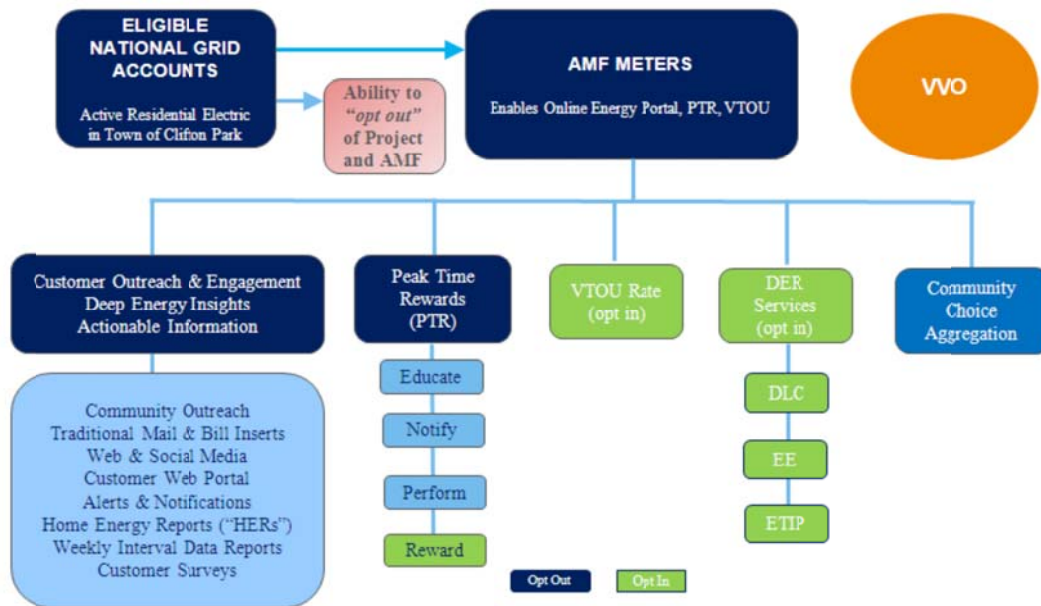 ELIGIBLE
NATIONAL GRID
ACCOUNTS
Active Residential Electric
in Town of Clifton Park
Ability to
“opt out”
of Project
and AMF
AMF METERS
Enables Online Energy Portal, PTR, VTOU
VVO
Customer Outreach & Engagement
Deep Energy Insights
Actionable Information
Community Outreach
Traditional Mail & Bill Inserts
Web & Social Media
Customer Web Portal
Alerts & Notifications
Home Energy Reports (“HERs”)
Weekly Interval Data Reports
Customer Surveys
Peak Time
Rewards
(PTR)
Educate
Notify
Perform
Reward
VTOU Rate
(opt in)
DER
Services
(opt in)
DLC
EE
ETIP
Community
Choice
Aggregation
Opt Out
Opt In